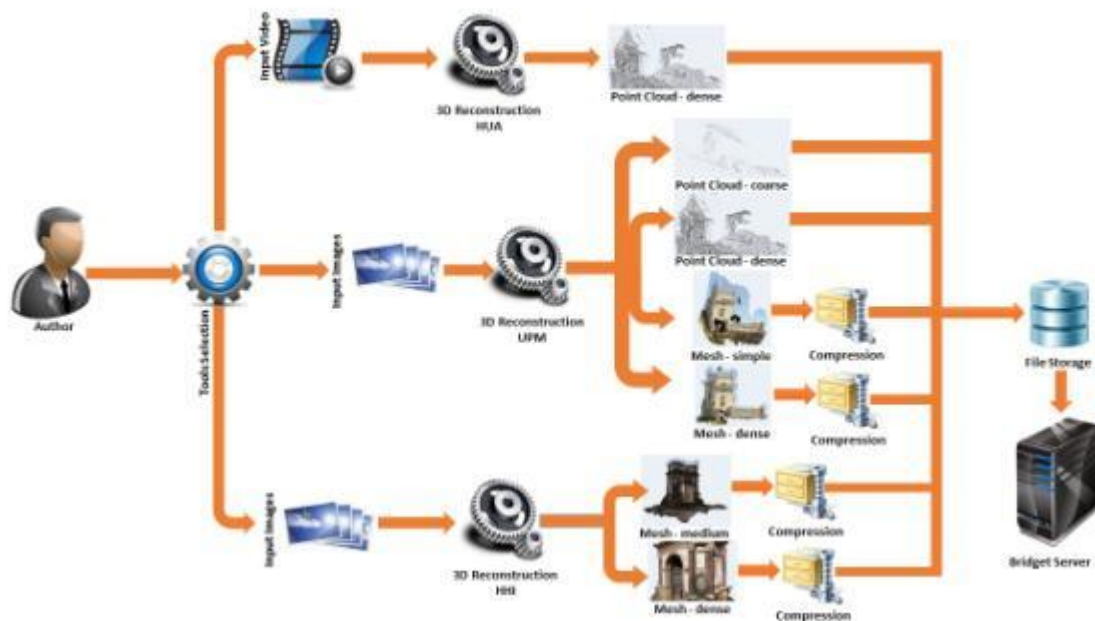 Input Video
3D Reconstruction
HUA
Point Cloud - dense
Point Cloud - coarse
Author
Tools Selection
Input Images
3D Reconstruction
UPM
Point Cloud - dense
Mesh - simple
Compression
File Storage
Mesh - dense
Compression
Input Images
3D Reconstruction
HHI
Mesh - medium
Compression
Bridget Server
Mesh - dense
Compression